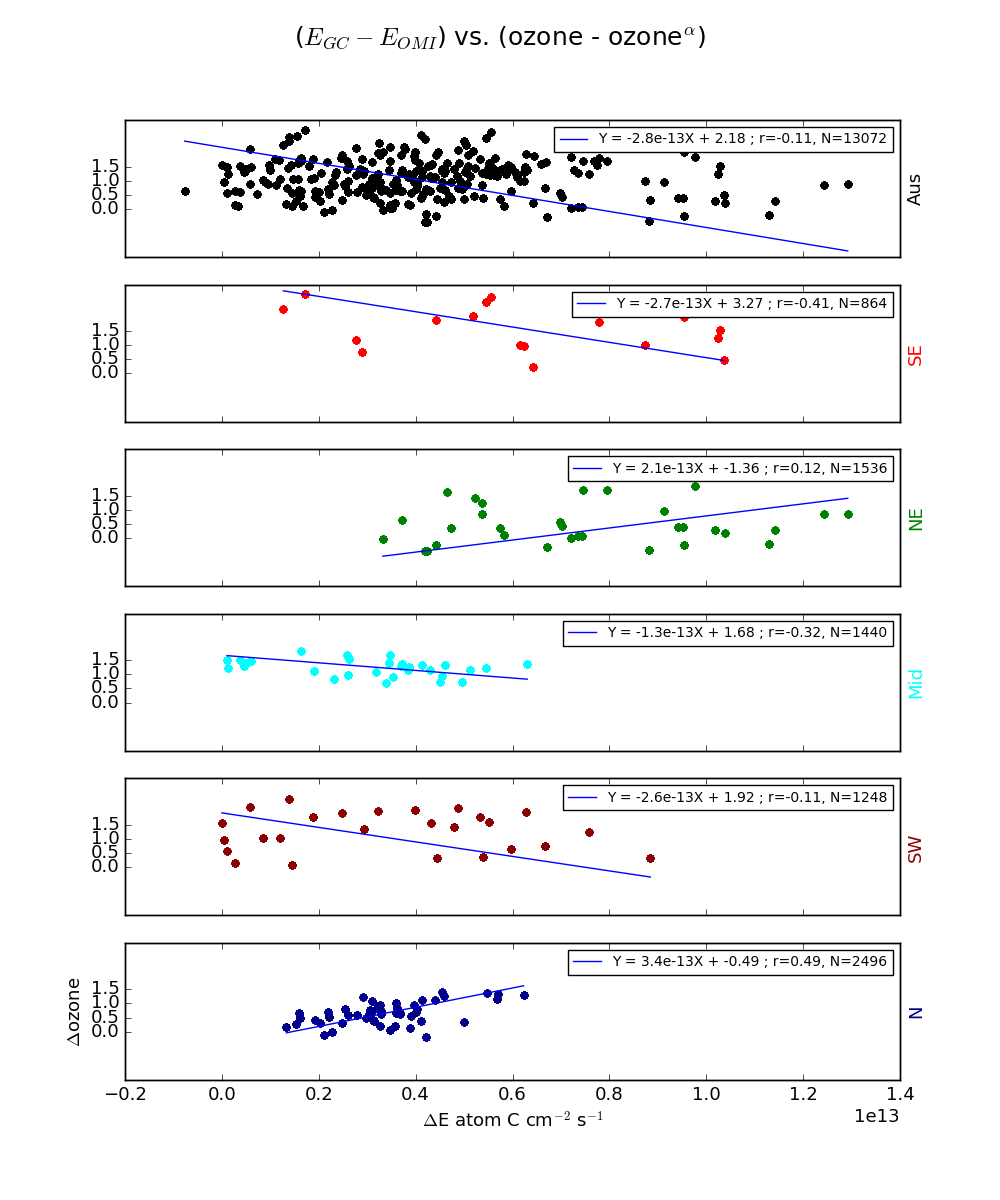 (E_GC − E_OMI) vs. (ozone - ozone^α)
Y = -2.8e-13X + 2.18 ; r=-0.11, N=13072
1.5
1.0
0.5
0.0
Aus
Y = -2.7e-13X + 3.27 ; r=-0.41, N=864
1.5
1.0
0.5
0.0
SE
Y = 2.1e-13X + -1.36 ; r=0.12, N=1536
1.5
1.0
0.5
0.0
NE
Y = -1.3e-13X + 1.68 ; r=-0.32, N=1440
1.5
1.0
0.5
0.0
Mid
Y = -2.6e-13X + 1.92 ; r=-0.11, N=1248
1.5
1.0
0.5
0.0
SW
Y = 3.4e-13X + -0.49 ; r=0.49, N=2496
1.5
1.0
0.5
0.0
Δozone
N
−0.2 0.0 0.2 0.4 0.6 0.8 1.0 1.2 1.4
1e13
ΔE atom C cm⁻² s⁻¹